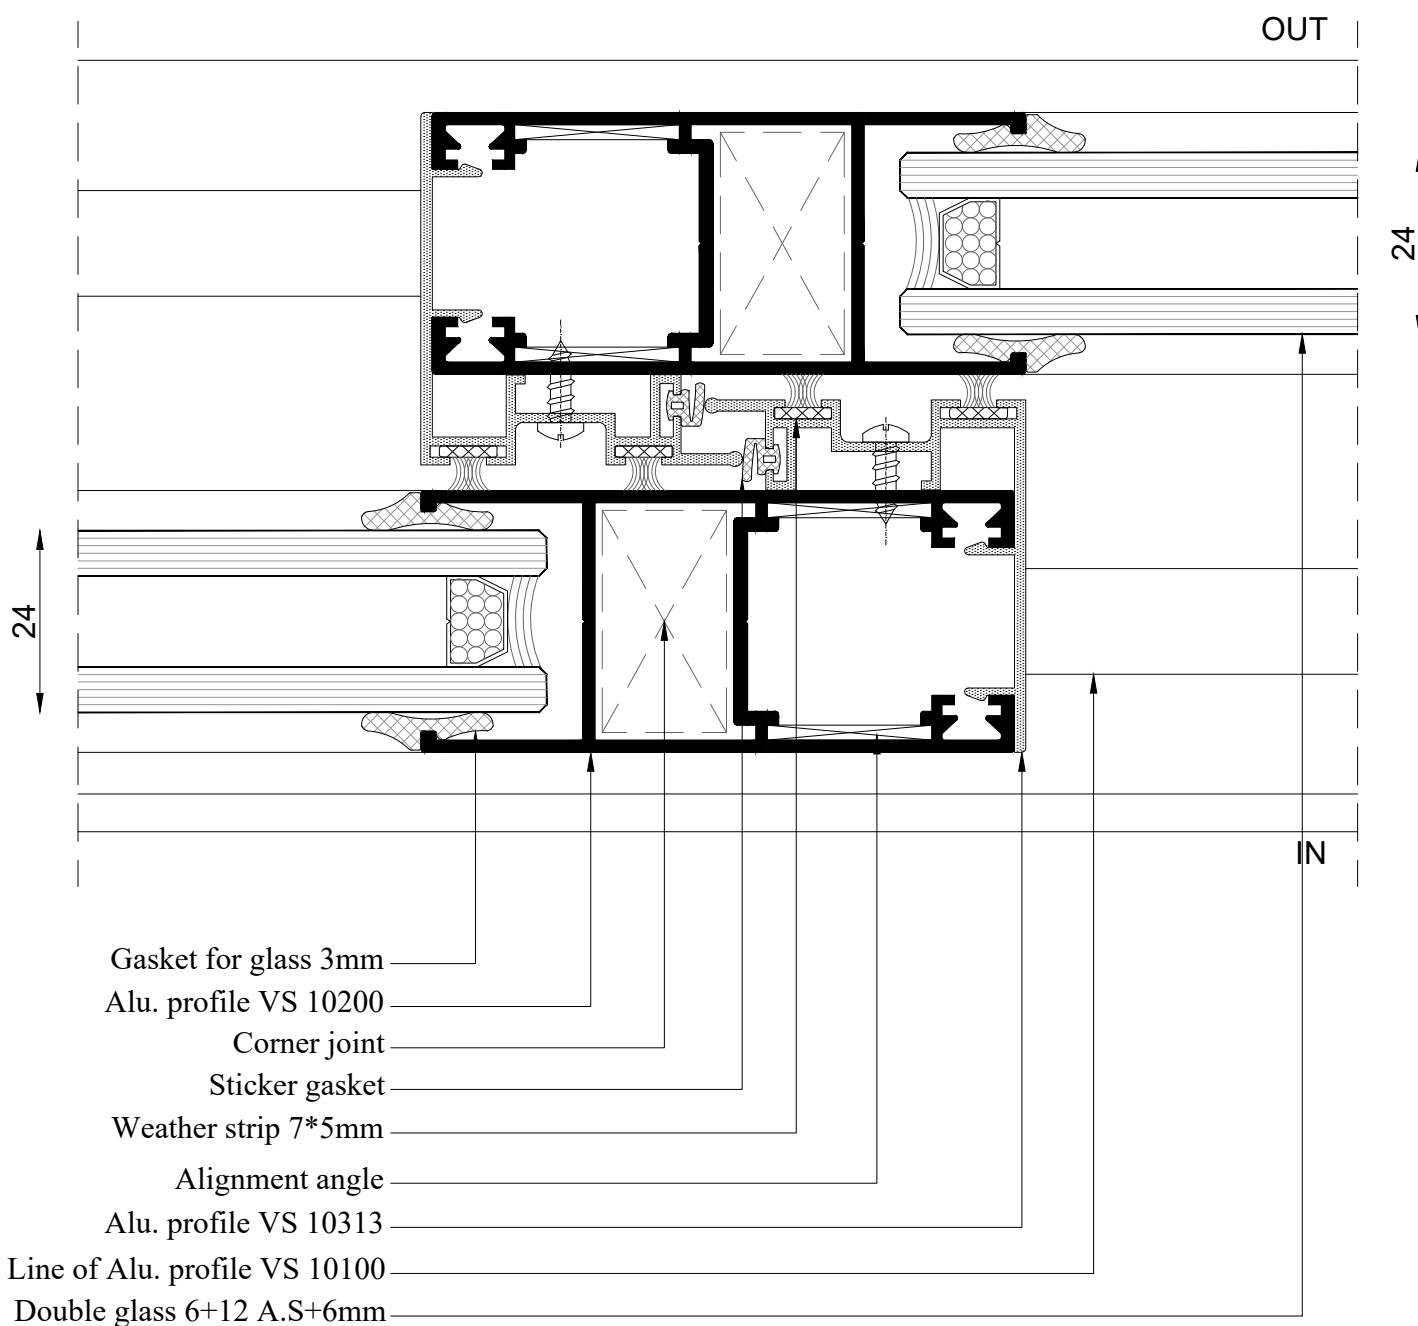 OUT
24
24
IN
Gasket for glass 3mm
Alu. profile VS 10200
Corner joint
Sticker gasket
Weather strip 7*5mm
Alignment angle
Alu. profile VS 10313
Line of Alu. profile VS 10100
Double glass 6+12 A.S+6mm